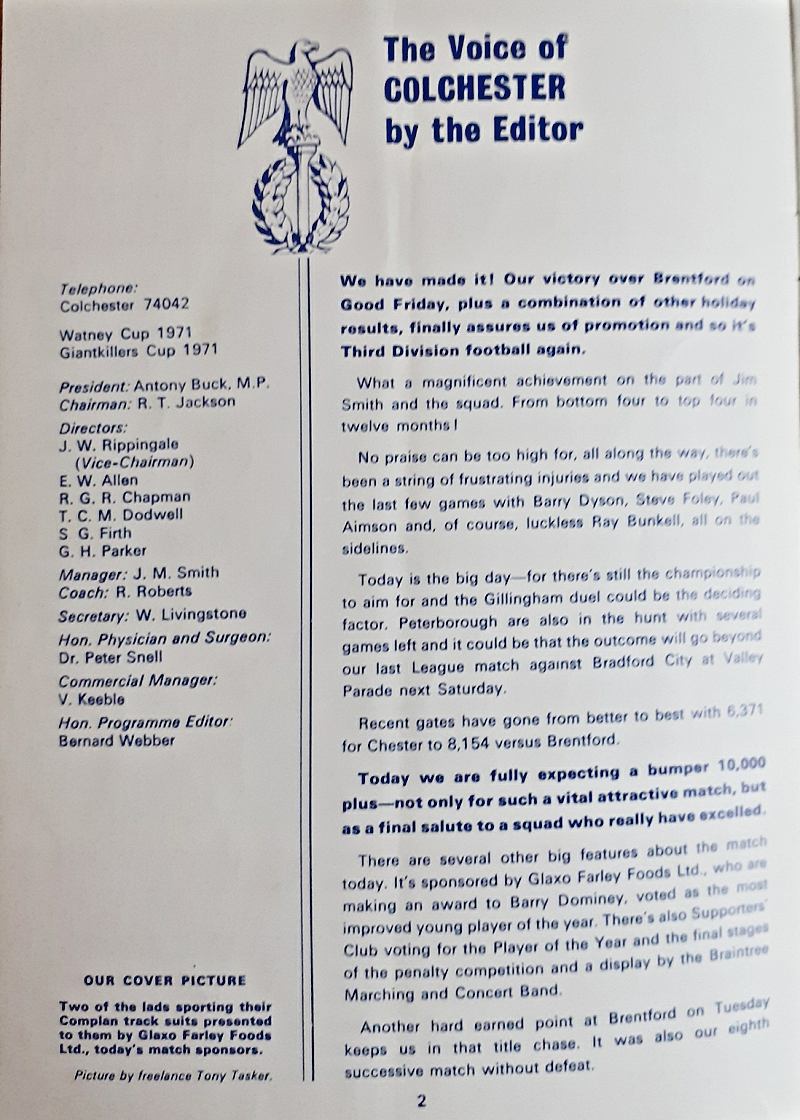 The Voice of
COLCHESTER
by the Editor
Telephone:
Colchester 74042
Watney Cup 1971
Giantkillers Cup 1971
President: Antony Buck, M.P.
Chairman: R. T. Jackson
Directors:
J. W. Rippingale
(Vice-Chairman)
E. W. Allen
R. G. R. Chapman
T. C. M. Dodwell
S G. Firth
G. H. Parker
Manager: J. M. Smith
Coach: R. Roberts
Secretary: W. Livingstone
Hon. Physician and Surgeon:
Dr. Peter Snell
Commercial Manager:
V. Keeble
Hon. Programme Editor:
Bernard Webber
OUR COVER PICTURE
Two of the lads sporting their
Complan track suits presented
to them by Glaxo Farley Foods
Ltd., today's match sponsors.
Picture by freelance Tony Tasker.
We have made it! Our victory over Brentford on
Good Friday, plus a combination of other holiday
results, finally assures us of promotion and so it's
Third Division football again.
What a magnificent achievement on the part of Jim
Smith and the squad. From bottom four to top four in
twelve months!
No praise can be too high for, all along the way, there's
been a string of frustrating injuries and we have played out
the last few games with Barry Dyson, Steve Foley, Paul
Aimson and, of course, luckless Ray Bunkell, all on the
sidelines.
Today is the big day—for there's still the championship
to aim for and the Gillingham duel could be the deciding
factor. Peterborough are also in the hunt with several
games left and it could be that the outcome will go beyond
our last League match against Bradford City at Valley
Parade next Saturday.
Recent gates have gone from better to best with 6,371
for Chester to 8,154 versus Brentford.
Today we are fully expecting a bumper 10,000
plus—not only for such a vital attractive match, but
as a final salute to a squad who really have excelled.
There are several other big features about the match
today. It's sponsored by Glaxo Farley Foods Ltd., who are
making an award to Barry Dominey, voted as the most
improved young player of the year. There's also Supporters'
Club voting for the Player of the Year and the final stages
of the penalty competition and a display by the Braintree
Marching and Concert Band.
Another hard earned point at Brentford on Tuesday
keeps us in that title chase. It was also our eighth
successive match without defeat.
2